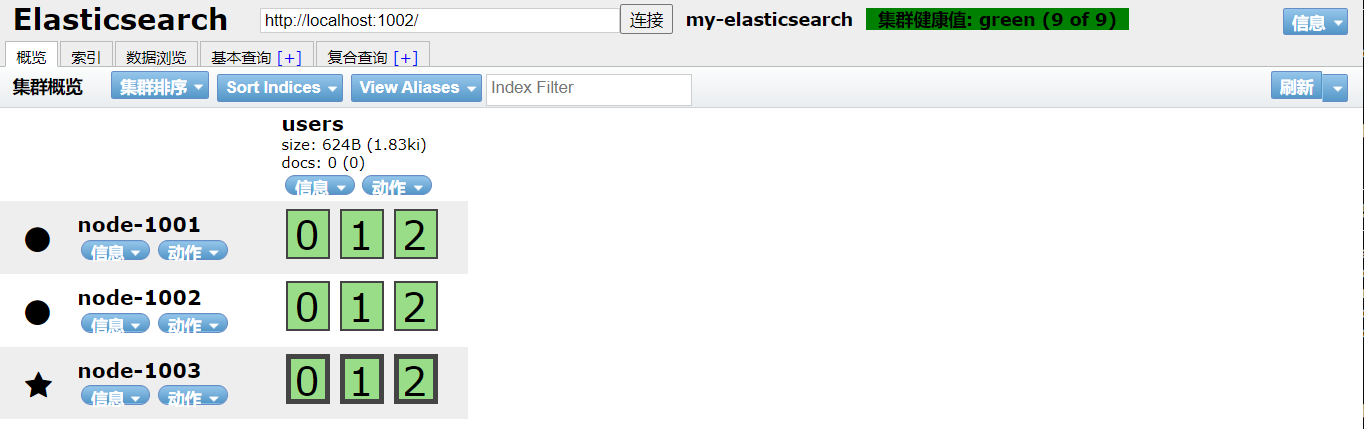 Elasticsearch http://localhost:1002/ 连接 my-elasticsearch 集群健康值: green (9 of 9) 信息
概览 索引 数据浏览 基本查询 [+] 复合查询 [+]
集群概览 集群排序 Sort Indices View Aliases Index Filter 刷新
users
size: 624B (1.83ki)
docs: 0 (0)
信息 动作
node-1001 0 1 2
信息 动作
node-1002 0 1 2
信息 动作
node-1003 0 1 2
信息 动作